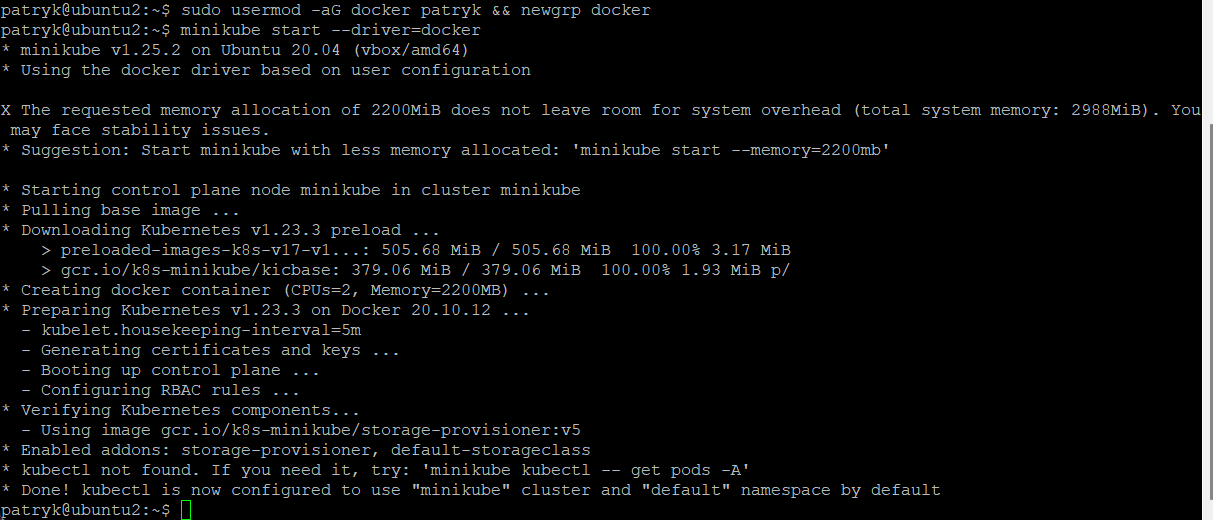 patryk@ubuntu2:~$ sudo usermod -aG docker patryk && newgrp docker
patryk@ubuntu2:~$ minikube start --driver=docker
* minikube v1.25.2 on Ubuntu 20.04 (vbox/amd64)
* Using the docker driver based on user configuration

X The requested memory allocation of 2200MiB does not leave room for system overhead (total system memory: 2988MiB). You
 may face stability issues.
* Suggestion: Start minikube with less memory allocated: 'minikube start --memory=2200mb'

* Starting control plane node minikube in cluster minikube
* Pulling base image ...
* Downloading Kubernetes v1.23.3 preload ...
    > preloaded-images-k8s-v17-v1...: 505.68 MiB / 505.68 MiB  100.00% 3.17 MiB
    > gcr.io/k8s-minikube/kicbase: 379.06 MiB / 379.06 MiB  100.00% 1.93 MiB p/
* Creating docker container (CPUs=2, Memory=2200MB) ...
* Preparing Kubernetes v1.23.3 on Docker 20.10.12 ...
  - kubelet.housekeeping-interval=5m
  - Generating certificates and keys ...
  - Booting up control plane ...
  - Configuring RBAC rules ...
* Verifying Kubernetes components...
  - Using image gcr.io/k8s-minikube/storage-provisioner:v5
* Enabled addons: storage-provisioner, default-storageclass
* kubectl not found. If you need it, try: 'minikube kubectl -- get pods -A'
* Done! kubectl is now configured to use "minikube" cluster and "default" namespace by default
patryk@ubuntu2:~$